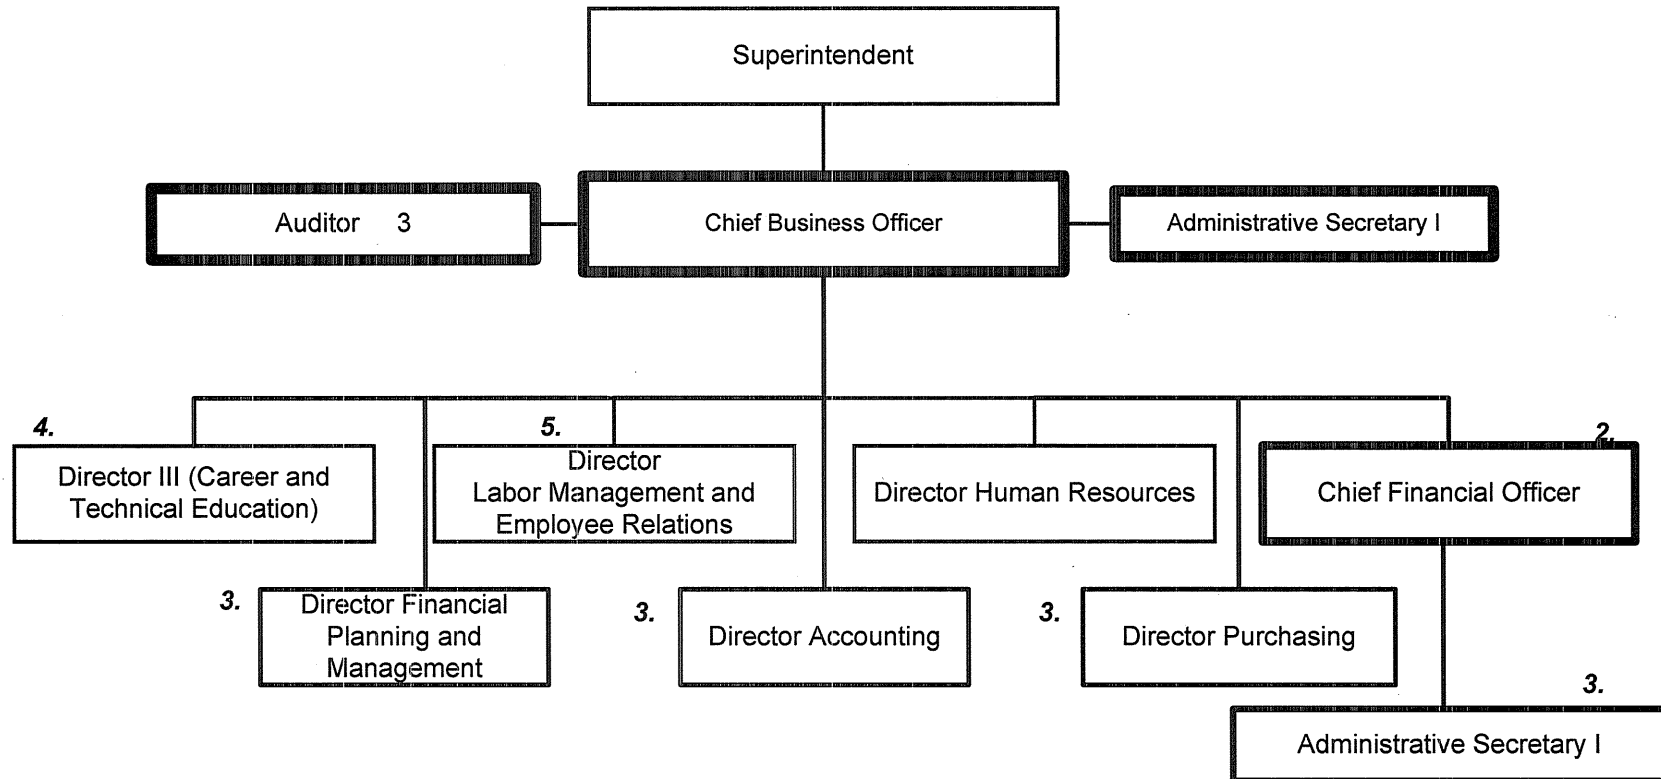 Superintendent
Auditor 3
Chief Business Officer
Administrative Secretary I
4.
Director III (Career and
Technical Education)
5.
Director
Labor Management and
Employee Relations
Director Human Resources
2.
Chief Financial Officer
3.
Director Financial
Planning and
Management
3.
Director Accounting
3.
Director Purchasing
3.
Administrative Secretary I